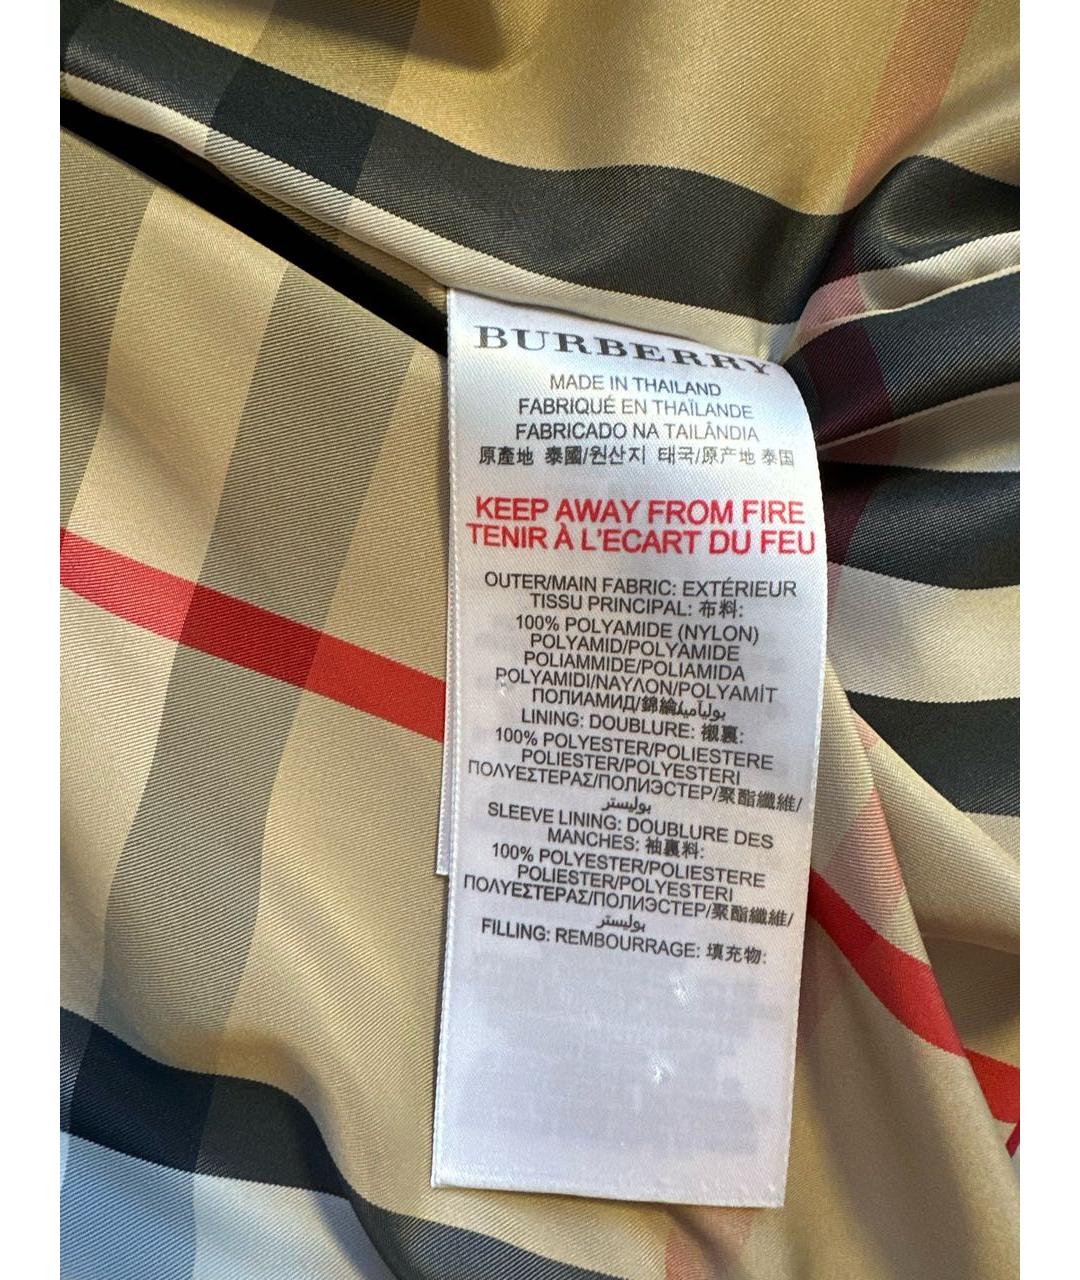 BURBERRY
MADE IN THAILAND
FABRIQUÉ EN THAÏLANDE
FABRICADO NA TAILÂNDIA
原產地 泰國/원산지 태국/原产地 泰国
KEEP AWAY FROM FIRE
TENIR À L'ECART DU FEU
OUTER/MAIN FABRIC: EXTÉRIEUR
TISSU PRINCIPAL: 布料:
100% POLYAMIDE (NYLON)
POLYAMID/POLYAMIDE
POLIAMMIDE/POLIAMIDA
POLYAMIDI/ΝΑΥΛΟΝ/POLYAMİT
ПОЛИАМИД/錦綸/بولياميد
LINING: DOUBLURE: 襯裏:
100% POLYESTER/POLIESTERE
POLIESTER/POLYESTERI
ΠΟΛΥΕΣΤΕΡΑΣ/ПОЛИЭСТЕР/聚酯纖維/
بوليستر
SLEEVE LINING: DOUBLURE DES
MANCHES: 袖裏料:
100% POLYESTER/POLIESTERE
POLIESTER/POLYESTERI
ΠΟΛΥΕΣΤΕΡΑΣ/ПОЛИЭСТЕР/聚酯纖維/
بوليستر
FILLING: REMBOURRAGE: 填充物: